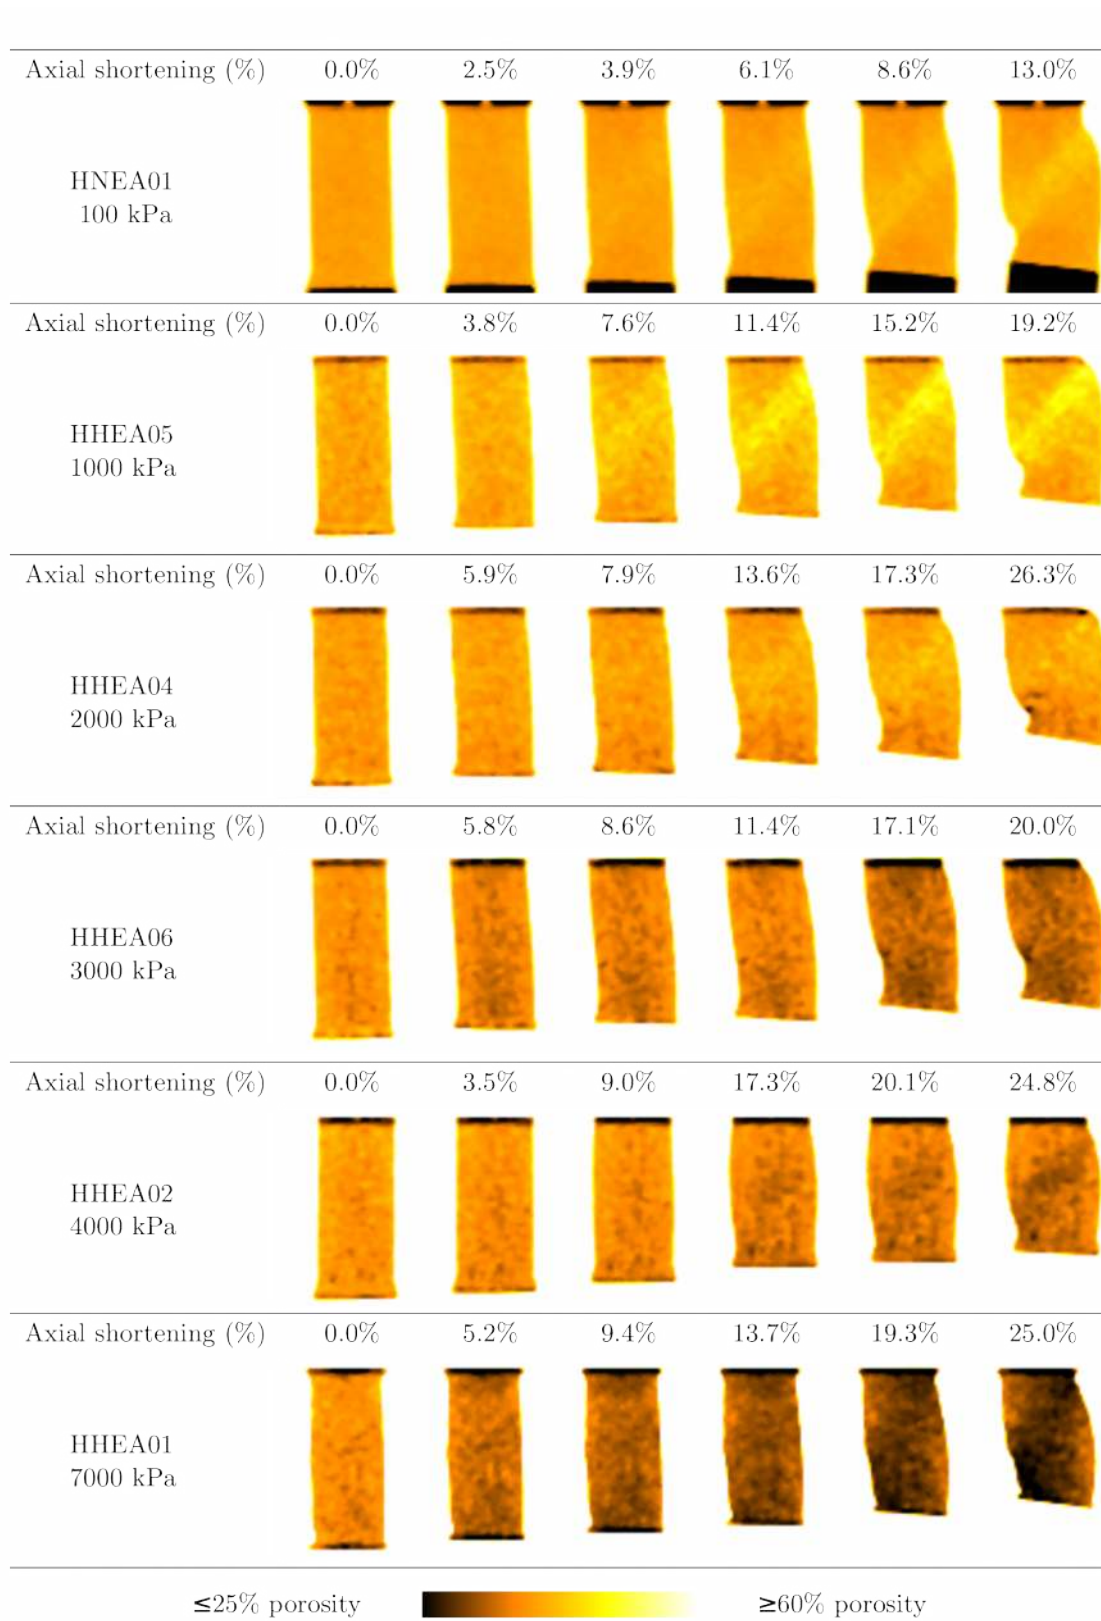 Axial shortening (%) 0.0% 2.5% 3.9% 6.1% 8.6% 13.0%
HNEA01
100 kPa
Axial shortening (%) 0.0% 3.8% 7.6% 11.4% 15.2% 19.2%
HHEA05
1000 kPa
Axial shortening (%) 0.0% 5.9% 7.9% 13.6% 17.3% 26.3%
HHEA04
2000 kPa
Axial shortening (%) 0.0% 5.8% 8.6% 11.4% 17.1% 20.0%
HHEA06
3000 kPa
Axial shortening (%) 0.0% 3.5% 9.0% 17.3% 20.1% 24.8%
HHEA02
4000 kPa
Axial shortening (%) 0.0% 5.2% 9.4% 13.7% 19.3% 25.0%
HHEA01
7000 kPa
≤25% porosity ≥60% porosity